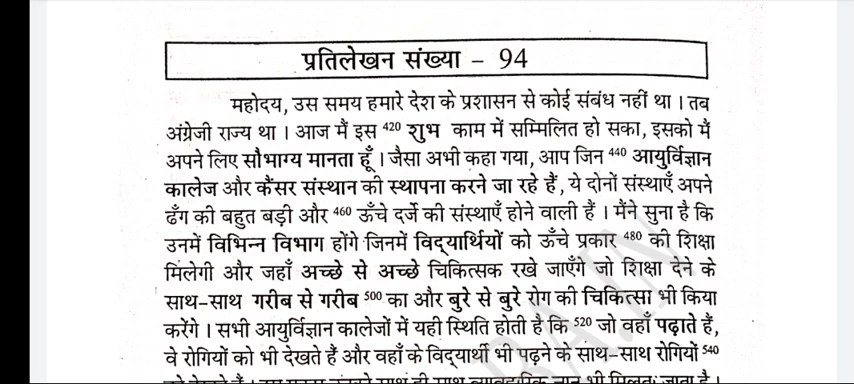 प्रतिलेखन संख्या - 94
महोदय, उस समय हमारे देश के प्रशासन से कोई संबंध नहीं था । तब
अंग्रेजी राज्य था । आज मैं इस 420 शुभ काम में सम्मिलित हो सका, इसको मैं
अपने लिए सौभाग्य मानता हूँ । जैसा अभी कहा गया, आप जिन 440 आयुर्विज्ञान
कालेज और कैंसर संस्थान की स्थापना करने जा रहे हैं, ये दोनों संस्थाएँ अपने
ढँग की बहुत बड़ी और 460 ऊँचे दर्जे की संस्थाएँ होने वाली हैं । मैंने सुना है कि
उनमें विभिन्न विभाग होंगे जिनमें विद्यार्थियों को ऊँचे प्रकार 480 की शिक्षा
मिलेगी और जहाँ अच्छे से अच्छे चिकित्सक रखे जाएँगे जो शिक्षा देने के
साथ-साथ गरीब से गरीब 500 का और बुरे से बुरे रोग की चिकित्सा भी किया
करेंगे । सभी आयुर्विज्ञान कालेजों में यही स्थिति होती है कि 520 जो वहाँ पढ़ाते हैं,
वे रोगियों को भी देखते हैं और वहाँ के विद्यार्थी भी पढ़ने के साथ-साथ रोगियों 540